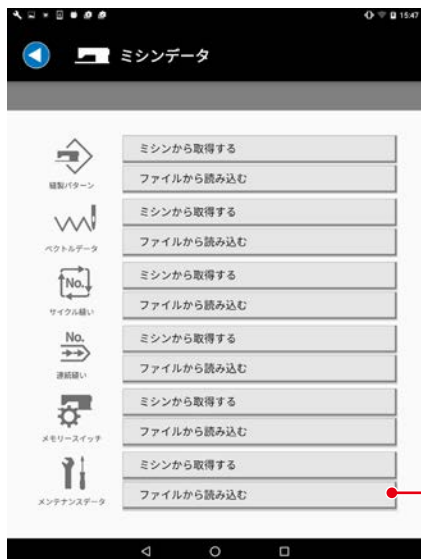 15:47
ミシンデータ
ミシンから取得する
ファイルから読み込む
縫製パターン
ミシンから取得する
ファイルから読み込む
ベクトルデータ
No.
ミシンから取得する
ファイルから読み込む
サイクル縫い
No.
ミシンから取得する
ファイルから読み込む
連続縫い
ミシンから取得する
ファイルから読み込む
メモリースイッチ
ミシンから取得する
ファイルから読み込む
メンテナンスデータ